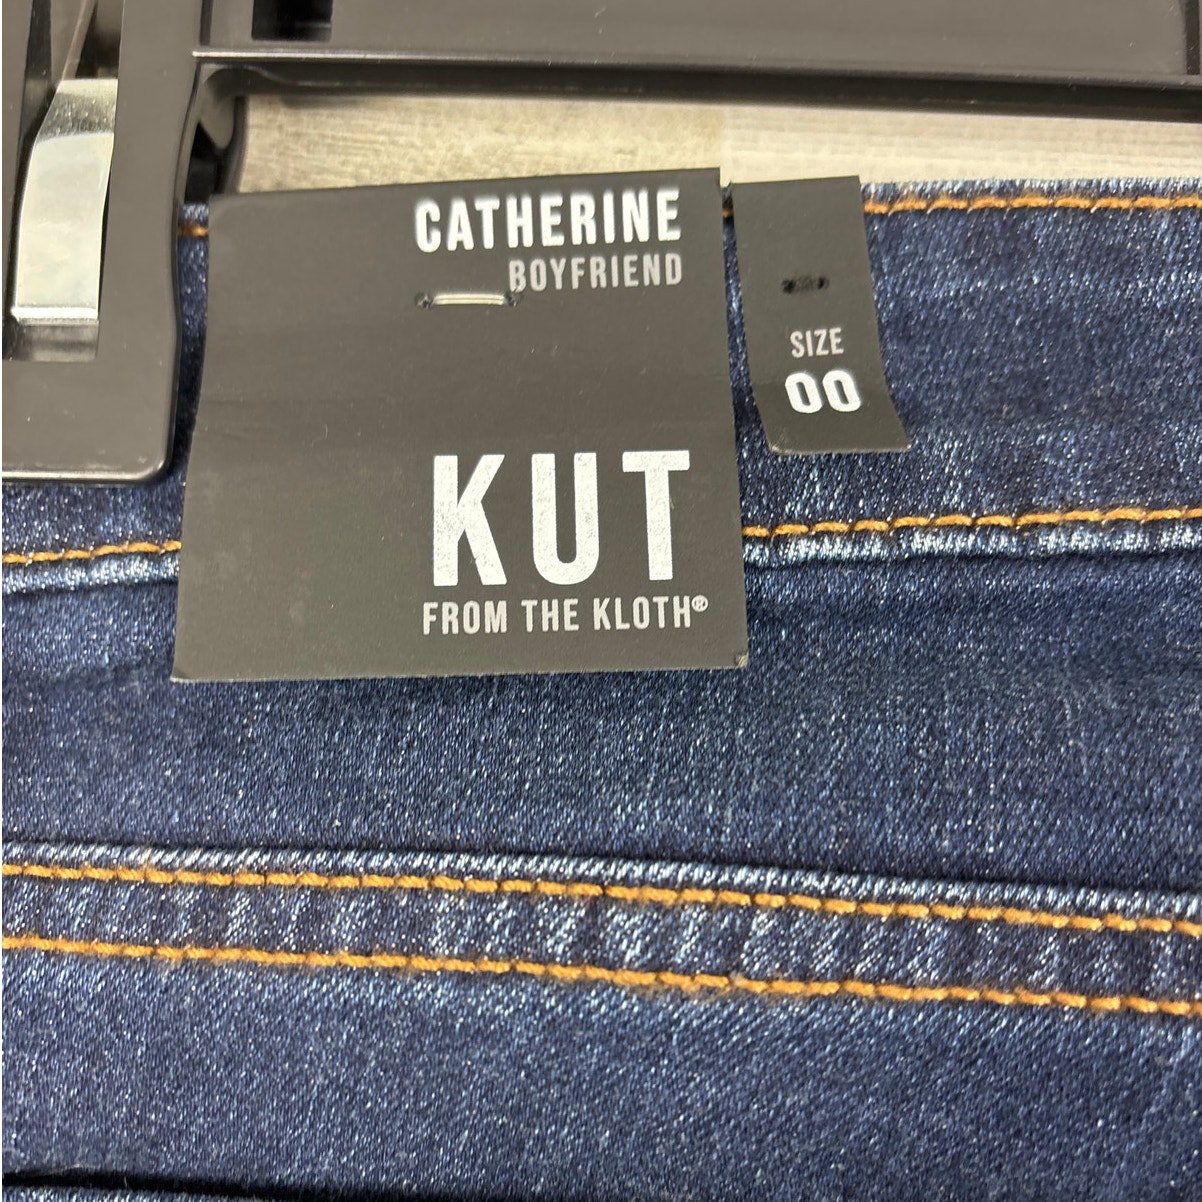 CATHERINE
BOYFRIEND
KUT
FROM THE KLOTH®
SIZE
00